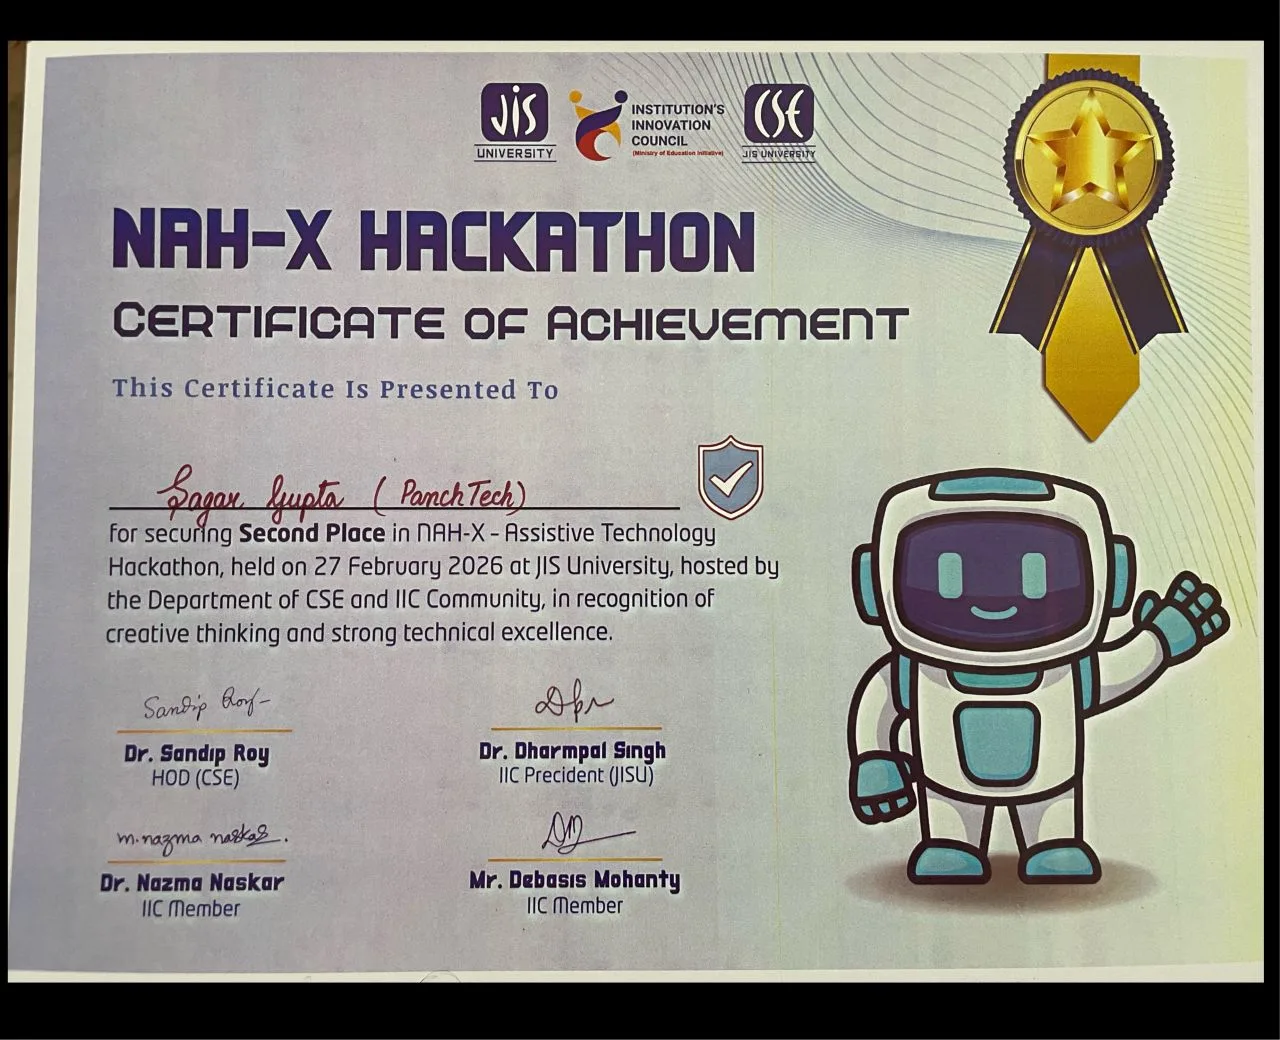 JIS
UNIVERSITY
INSTITUTION'S
INNOVATION
COUNCIL
(Ministry of Education Initiative)
CSE
JIS UNIVERSITY
NAH-X HACKATHON
CERTIFICATE OF ACHIEVEMENT
This Certificate Is Presented To
Sagar Gupta (PanchTech)
for securing Second Place in NAH-X - Assistive Technology
Hackathon, held on 27 February 2026 at JIS University, hosted by
the Department of CSE and IIC Community, in recognition of
creative thinking and strong technical excellence.
Sandip Roy
Dr. Sandip Roy
HOD (CSE)
Dr. Dharmpal Singh
IIC Precident (JISU)
m. nazma naskar.
Dr. Nazma Naskar
IIC Member
Mr. Debasis Mohanty
IIC Member